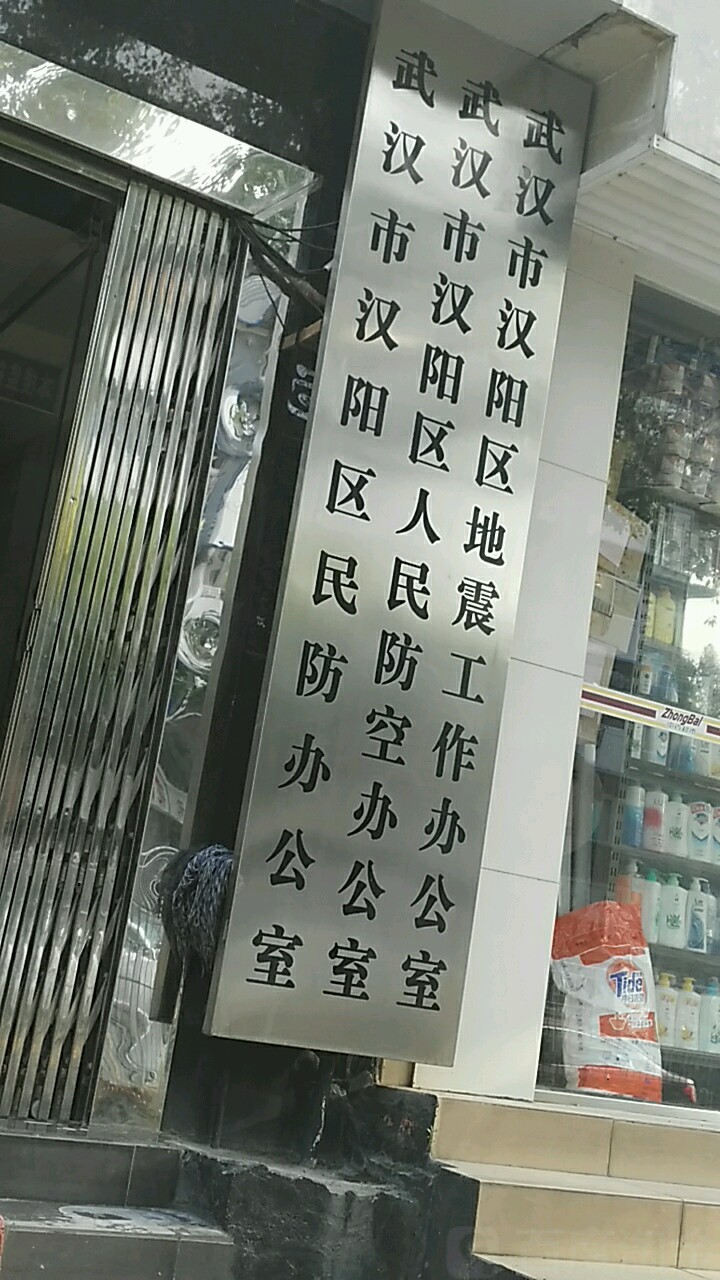 武汉市汉阳区地震工作办公室
武汉市汉阳区人民防空办公室
武汉市汉阳区民防办公室
ZhongBai
Tide